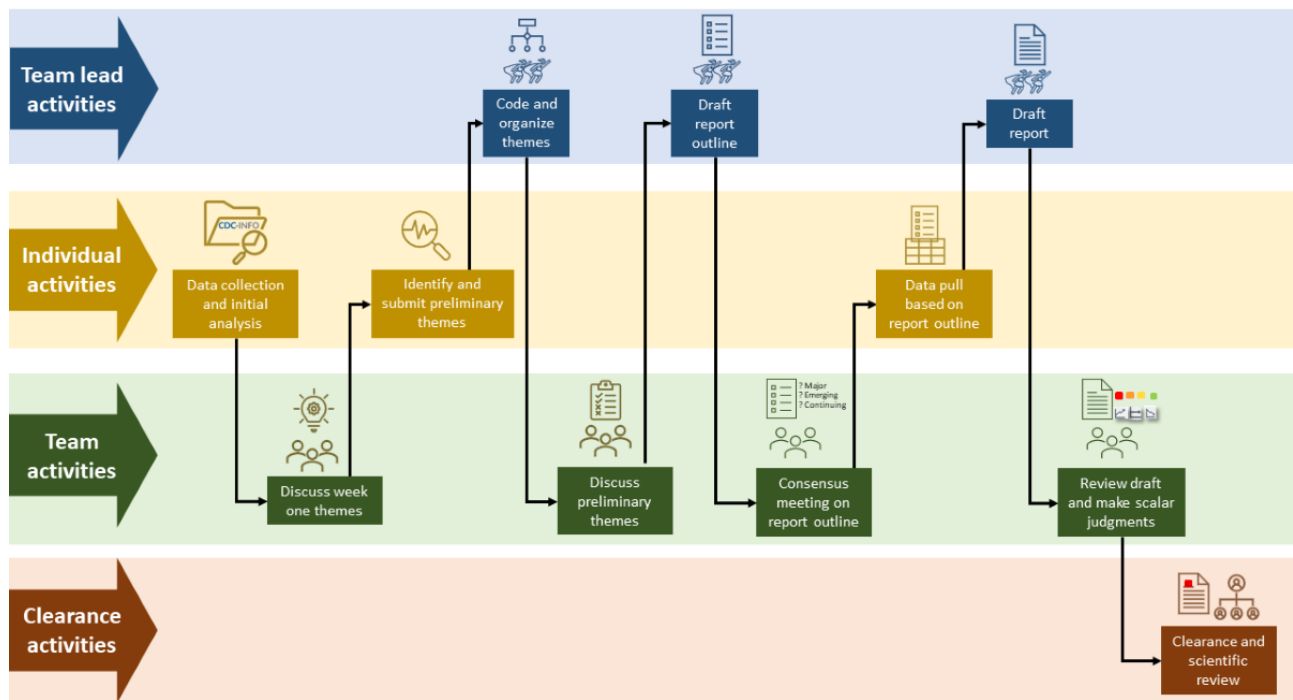 Team lead
activities
Code and
organize
themes
Draft
report
outline
Draft
report
Individual
activities
CDC-INFO
Data collection
and initial
analysis
Identify and
submit preliminary
themes
Data pull
based on
report outline
Team
activities
Discuss week
one themes
Discuss
preliminary
themes
? Major
? Emerging
? Continuing
Consensus
meeting on
report outline
Review draft
and make scalar
judgments
Clearance
activities
Clearance and
scientific
review